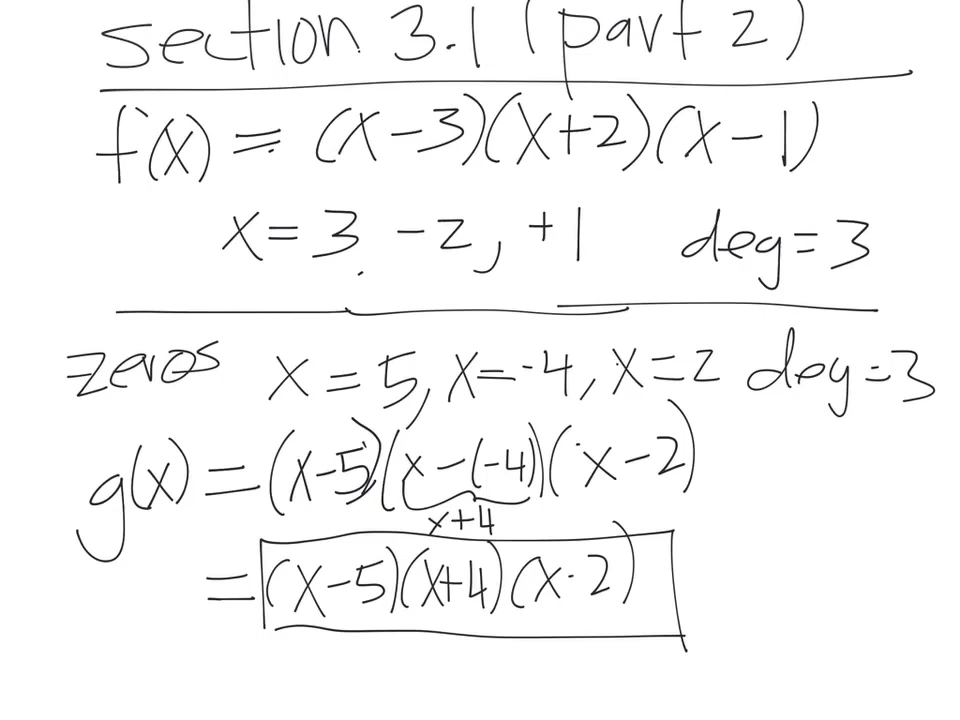 section 3.1 (part 2)
f(x) = (x-3)(x+2)(x-1)
x = 3, -2, +1 deg=3
zeros x = 5, x=-4, x=2 deg=3
g(x) = (x-5)(x-(-4))(x-2)
x+4
= (x-5)(x+4)(x-2)